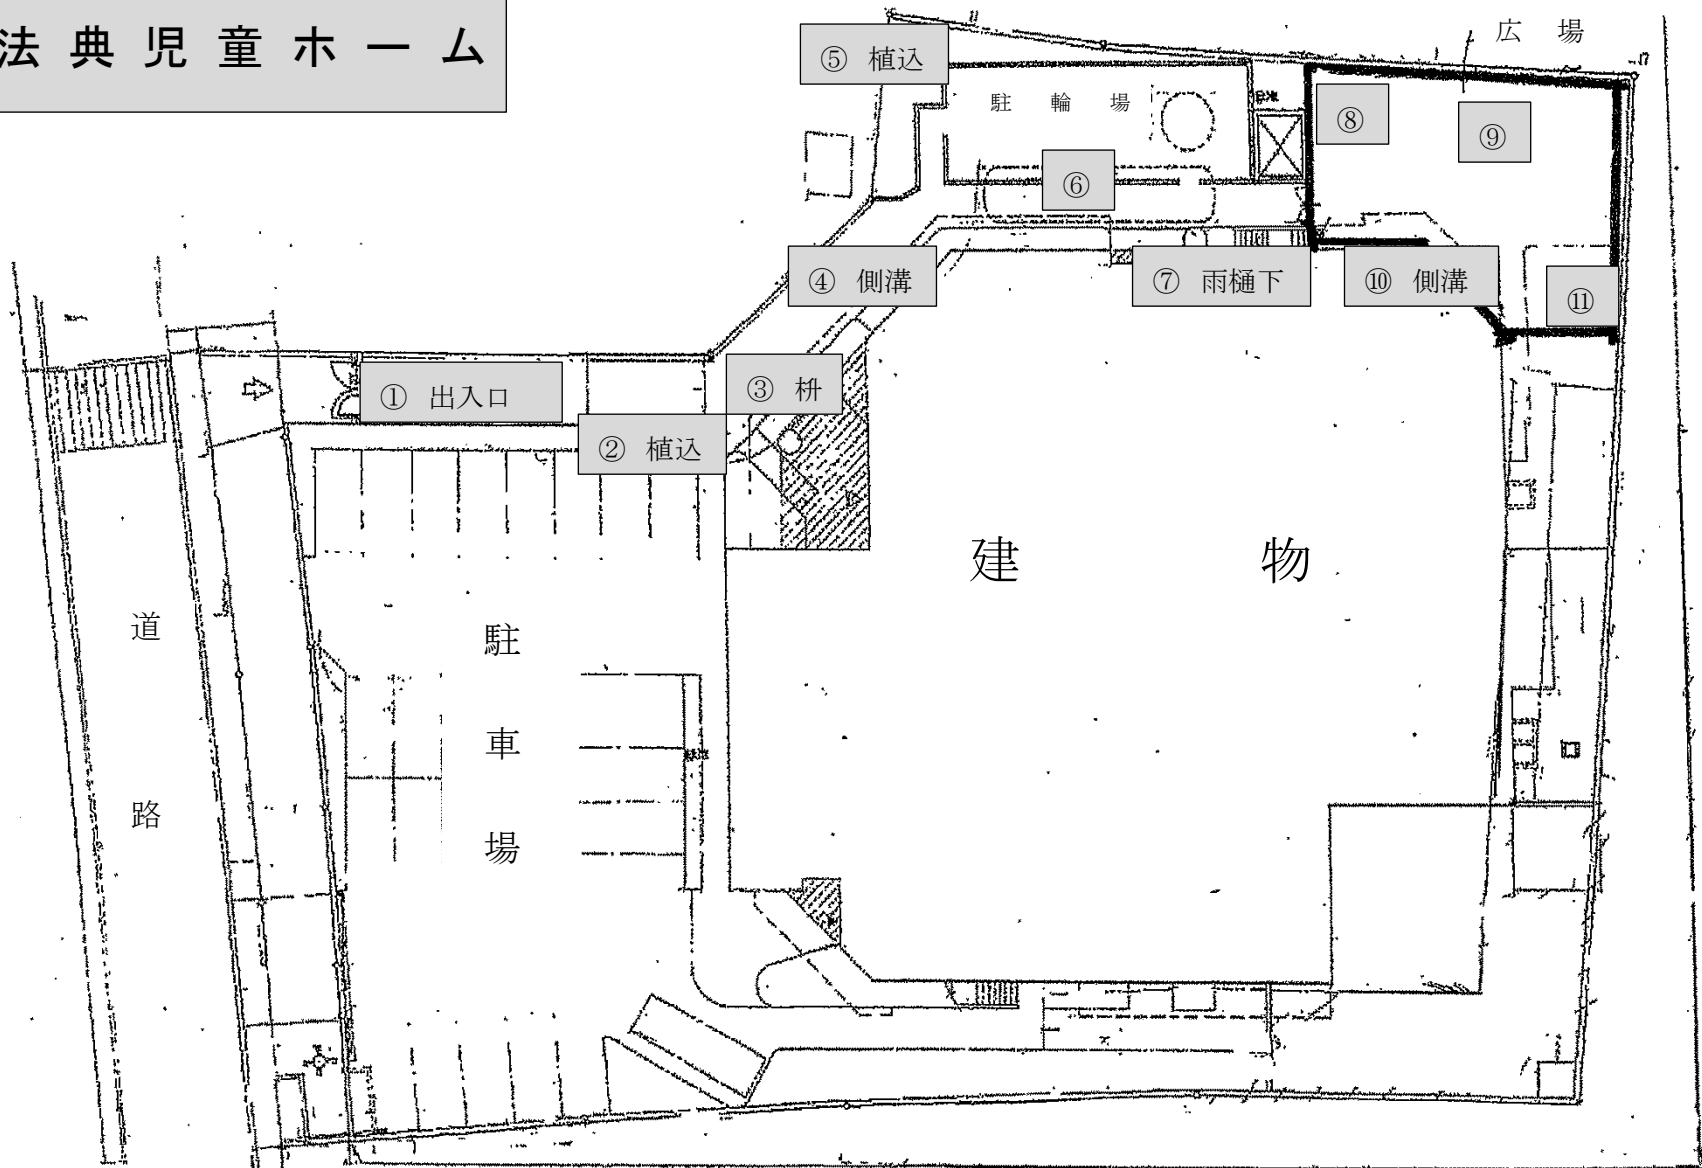 法典児童ホーム
広場
⑤ 植込
駐輪場
⑧
⑨
⑥
④ 側溝
⑦ 雨樋下
⑩ 側溝
⑪
① 出入口
③ 枡
② 植込
建物
道路
駐車場